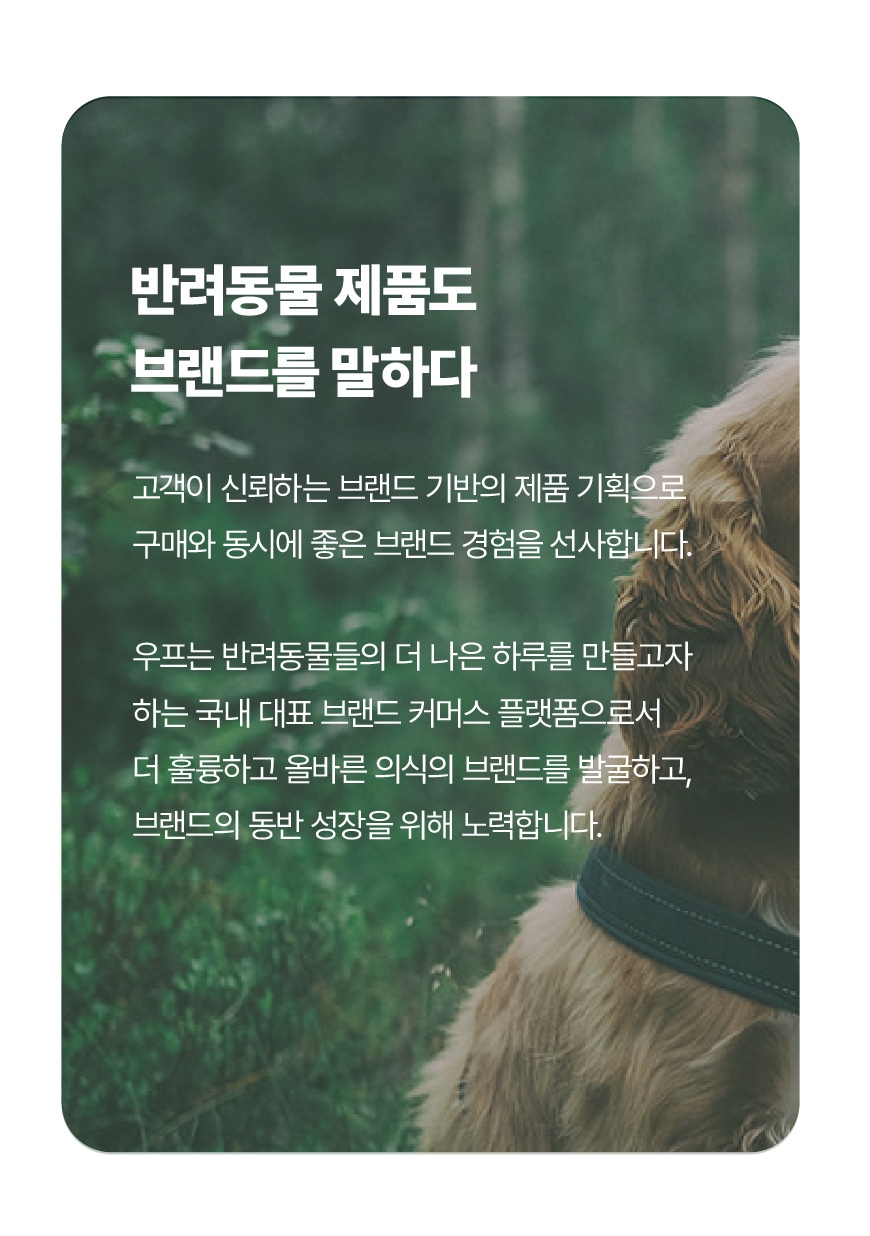 반려동물 제품도
브랜드를 말하다
고객이 신뢰하는 브랜드 기반의 제품 기획으로
구매와 동시에 좋은 브랜드 경험을 선사합니다.
우프는 반려동물들의 더 나은 하루를 만들고자
하는 국내 대표 브랜드 커머스 플랫폼으로서
더 훌륭하고 올바른 의식의 브랜드를 발굴하고,
브랜드의 동반 성장을 위해 노력합니다.